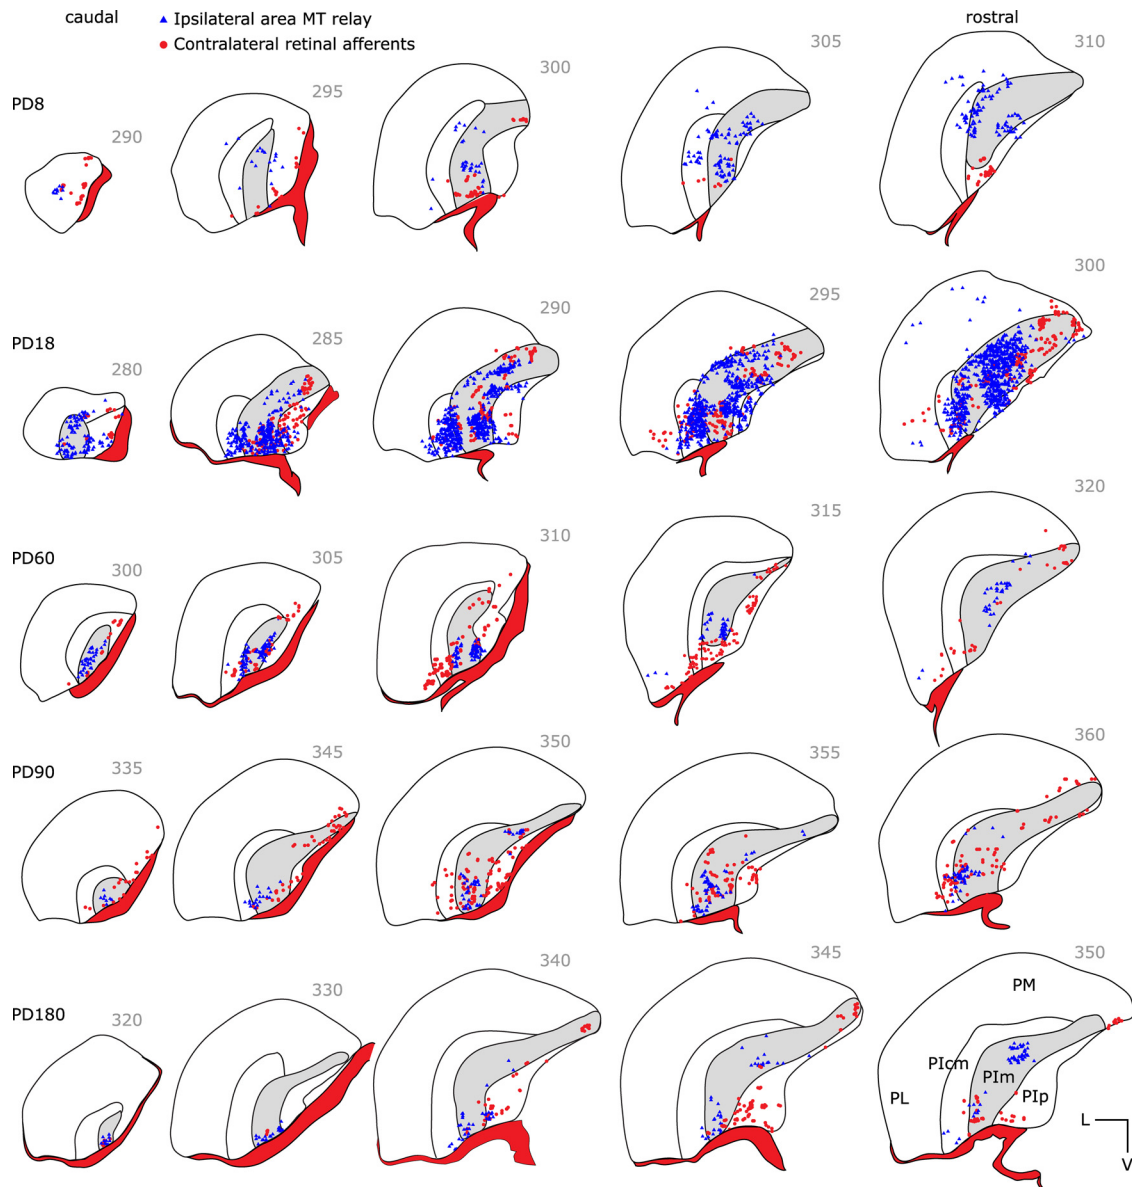 caudal
Ipsilateral area MT relay
rostral
Contralateral retinal afferents
PD8
290
295
300
305
310
PD18
280
285
290
295
300
PD60
300
305
310
315
320
PD90
335
345
350
355
360
PD180
320
330
340
345
350
PM
PIcm
PIm
PL
PIp
L
V